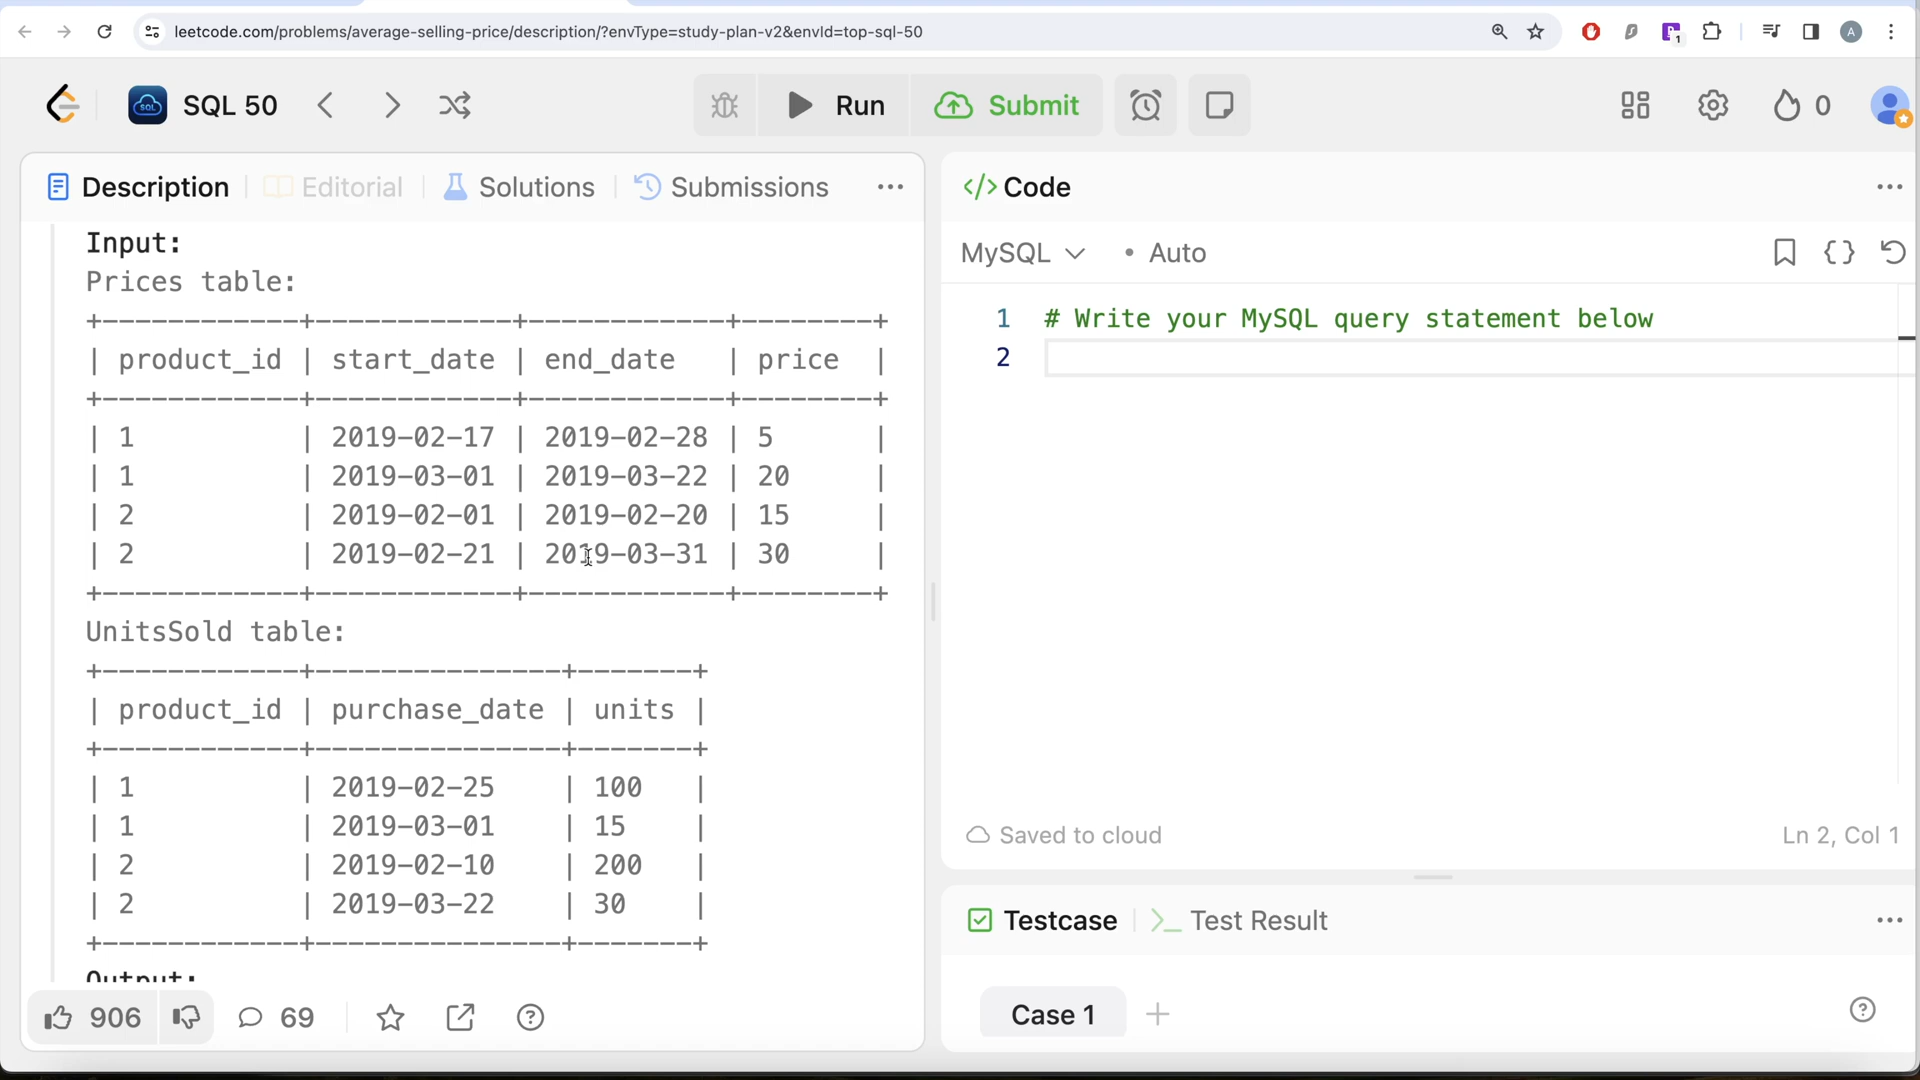 leetcode.com/problems/average-selling-price/description/?envType=study-plan-v2&envId=top-sql-50
1
A
SQL
SQL 50
Run
Submit
0
Description
Editorial
Solutions
Submissions
Input:
Prices table:
+------------+------------+------------+--------+
| product_id | start_date | end_date   | price  |
+------------+------------+------------+--------+
| 1          | 2019-02-17 | 2019-02-28 | 5      |
| 1          | 2019-03-01 | 2019-03-22 | 20     |
| 2          | 2019-02-01 | 2019-02-20 | 15     |
| 2          | 2019-02-21 | 2019-03-31 | 30     |
+------------+------------+------------+--------+
UnitsSold table:
+------------+---------------+-------+
| product_id | purchase_date | units |
+------------+---------------+-------+
| 1          | 2019-02-25    | 100   |
| 1          | 2019-03-01    | 15    |
| 2          | 2019-02-10    | 200   |
| 2          | 2019-03-22    | 30    |
+------------+---------------+-------+
Output:
906
69
</> Code
MySQL
• Auto
{}
1 # Write your MySQL query statement below
2
Saved to cloud
Ln 2, Col 1
Testcase
>_ Test Result
Case 1
+